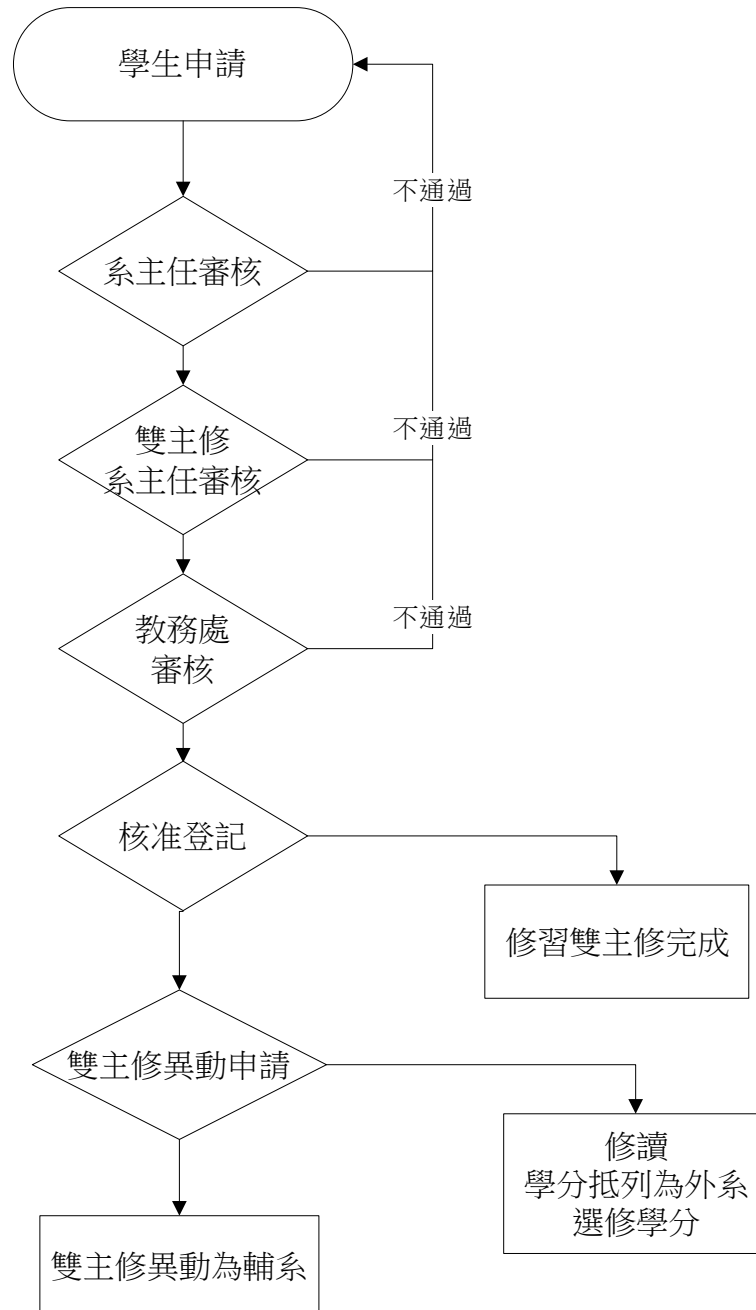 學生申請
不通過
系主任審核
不通過
雙主修
系主任審核
不通過
教務處
審核
核准登記
修習雙主修完成
雙主修異動申請
修讀
學分抵列為外系
選修學分
雙主修異動為輔系